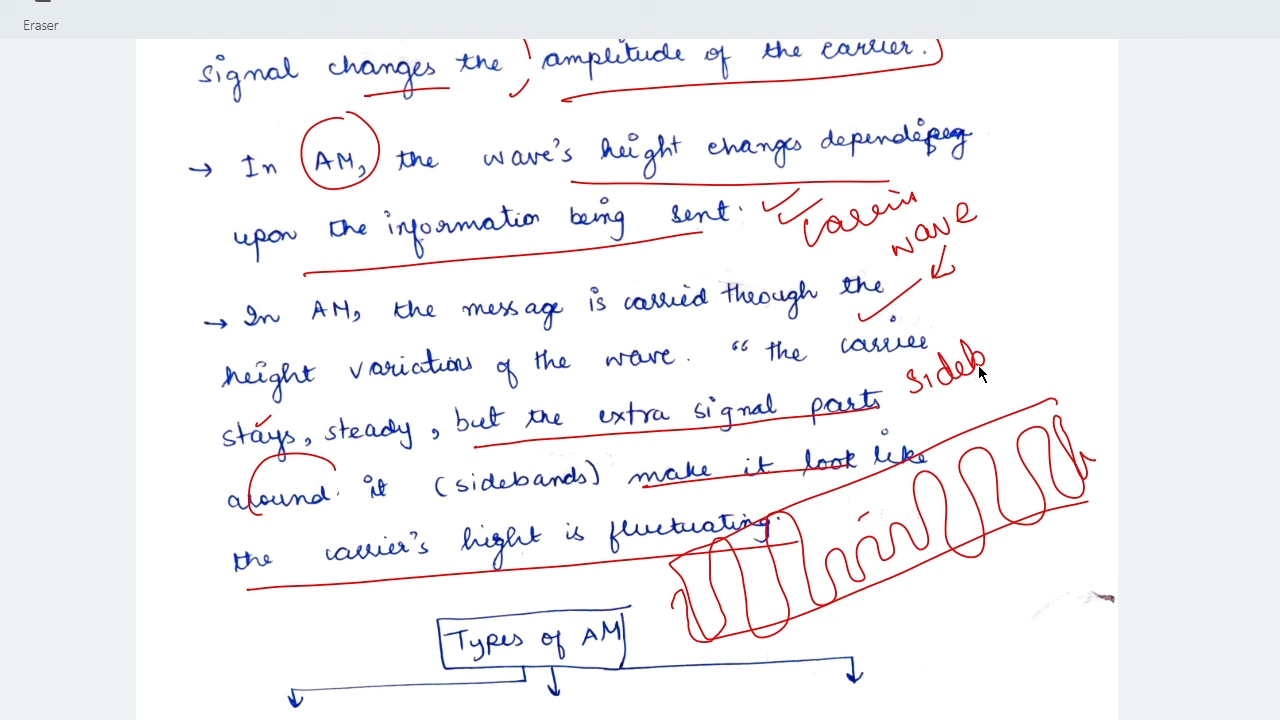 Eraser
signal changes the amplitude of the carrier.
→ In AM, the wave's height changes depending
upon the information being sent.
carrier
wave
→ In AM, the message is carried through the
height variations of the wave. “ the carrier
sideb
stays, steady, but the extra signal parts
around. it (sidebands) make it look like
the carrier's hight is fluctuating.
Types of AM